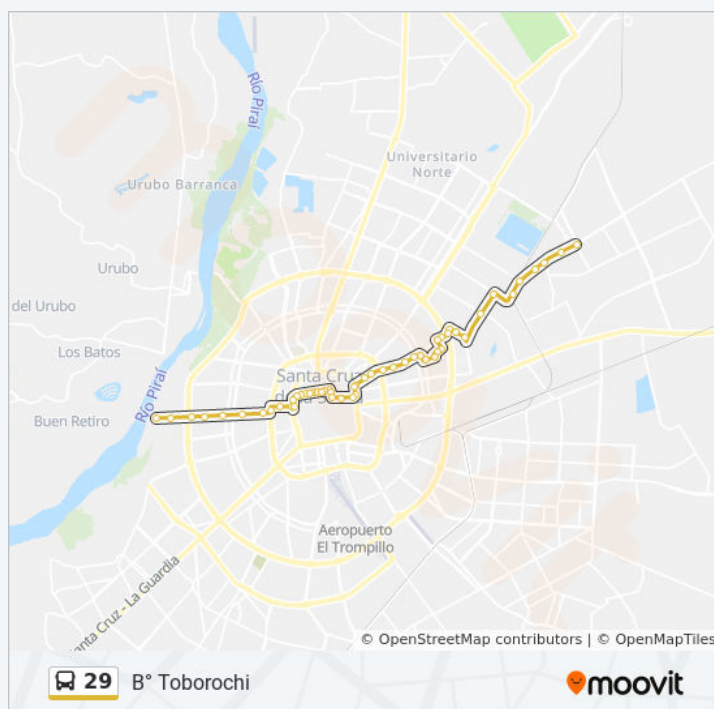 Río Piraí
Universitario
Norte
Urubo Barranca
Urubo
del Urubo
Los Batos
Santa Cruz
Río Piraí
Buen Retiro
Aeropuerto
El Trompillo
Santa Cruz - La Guardia
© OpenStreetMap contributors | © OpenMapTiles
29 B° Toborochi
moovit